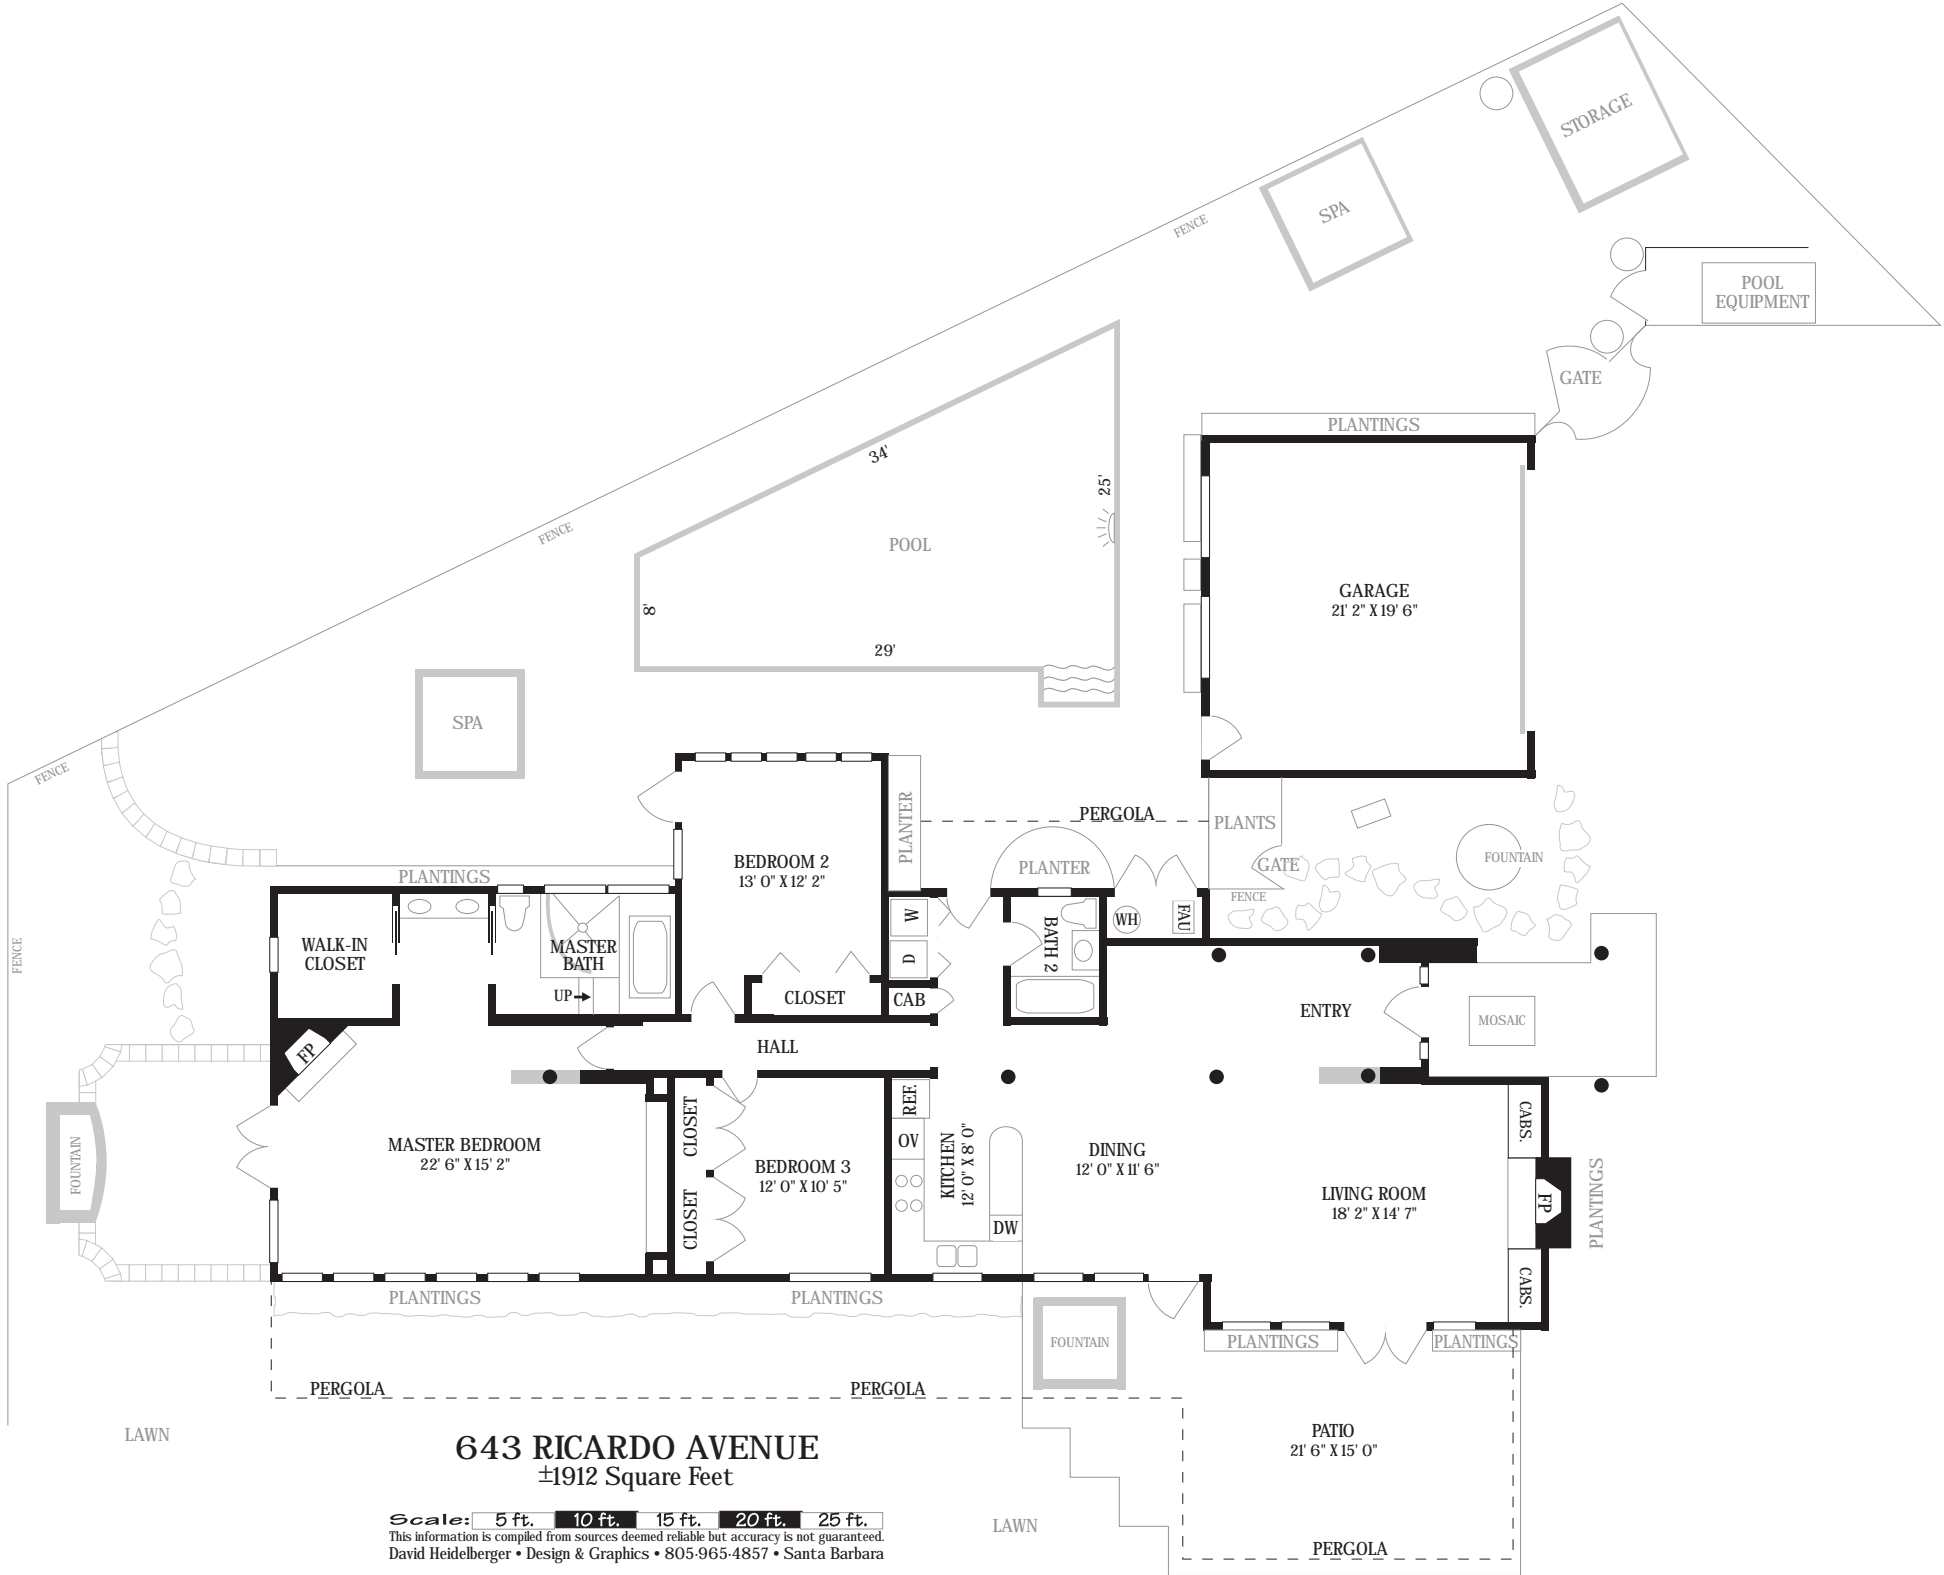 STORAGE
SPA
FENCE
POOL
EQUIPMENT
GATE
PLANTINGS
34'
25'
FENCE
POOL
GARAGE
21' 2" X 19' 6"
8'
29'
SPA
FENCE
PLANTER
PERGOLA
PLANTS
BEDROOM 2
13' 0" X 12' 2"
PLANTER
GATE
FOUNTAIN
PLANTINGS
FENCE
W
WH
FAU
BATH 2
FENCE
WALK-IN
CLOSET
MASTER
BATH
D
UP
CLOSET
CAB
ENTRY
MOSAIC
FP
HALL
REF.
CLOSET
OV
KITCHEN
12' 0" X 8' 0"
CABS.
FOUNTAIN
MASTER BEDROOM
22' 6" X 15' 2"
BEDROOM 3
12' 0" X 10' 5"
DINING
12' 0" X 11' 6"
LIVING ROOM
18' 2" X 14' 7"
FP
PLANTINGS
CLOSET
DW
CABS.
PLANTINGS
PLANTINGS
FOUNTAIN
PLANTINGS
PLANTINGS
PERGOLA
PERGOLA
LAWN
PATIO
21' 6" X 15' 0"
643 RICARDO AVENUE
±1912 Square Feet
Scale: 5 ft. 10 ft. 15 ft. 20 ft. 25 ft.
LAWN
This information is compiled from sources deemed reliable but accuracy is not guaranteed.
David Heidelberger • Design & Graphics • 805·965·4857 • Santa Barbara
PERGOLA